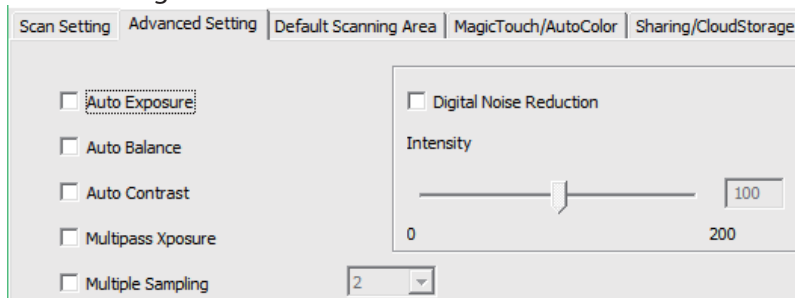 Scan Setting Advanced Setting Default Scanning Area MagicTouch/AutoColor Sharing/CloudStorage
Auto Exposure
Digital Noise Reduction
Auto Balance
Intensity
Auto Contrast
100
Multipass Xposure
0 200
Multiple Sampling
2